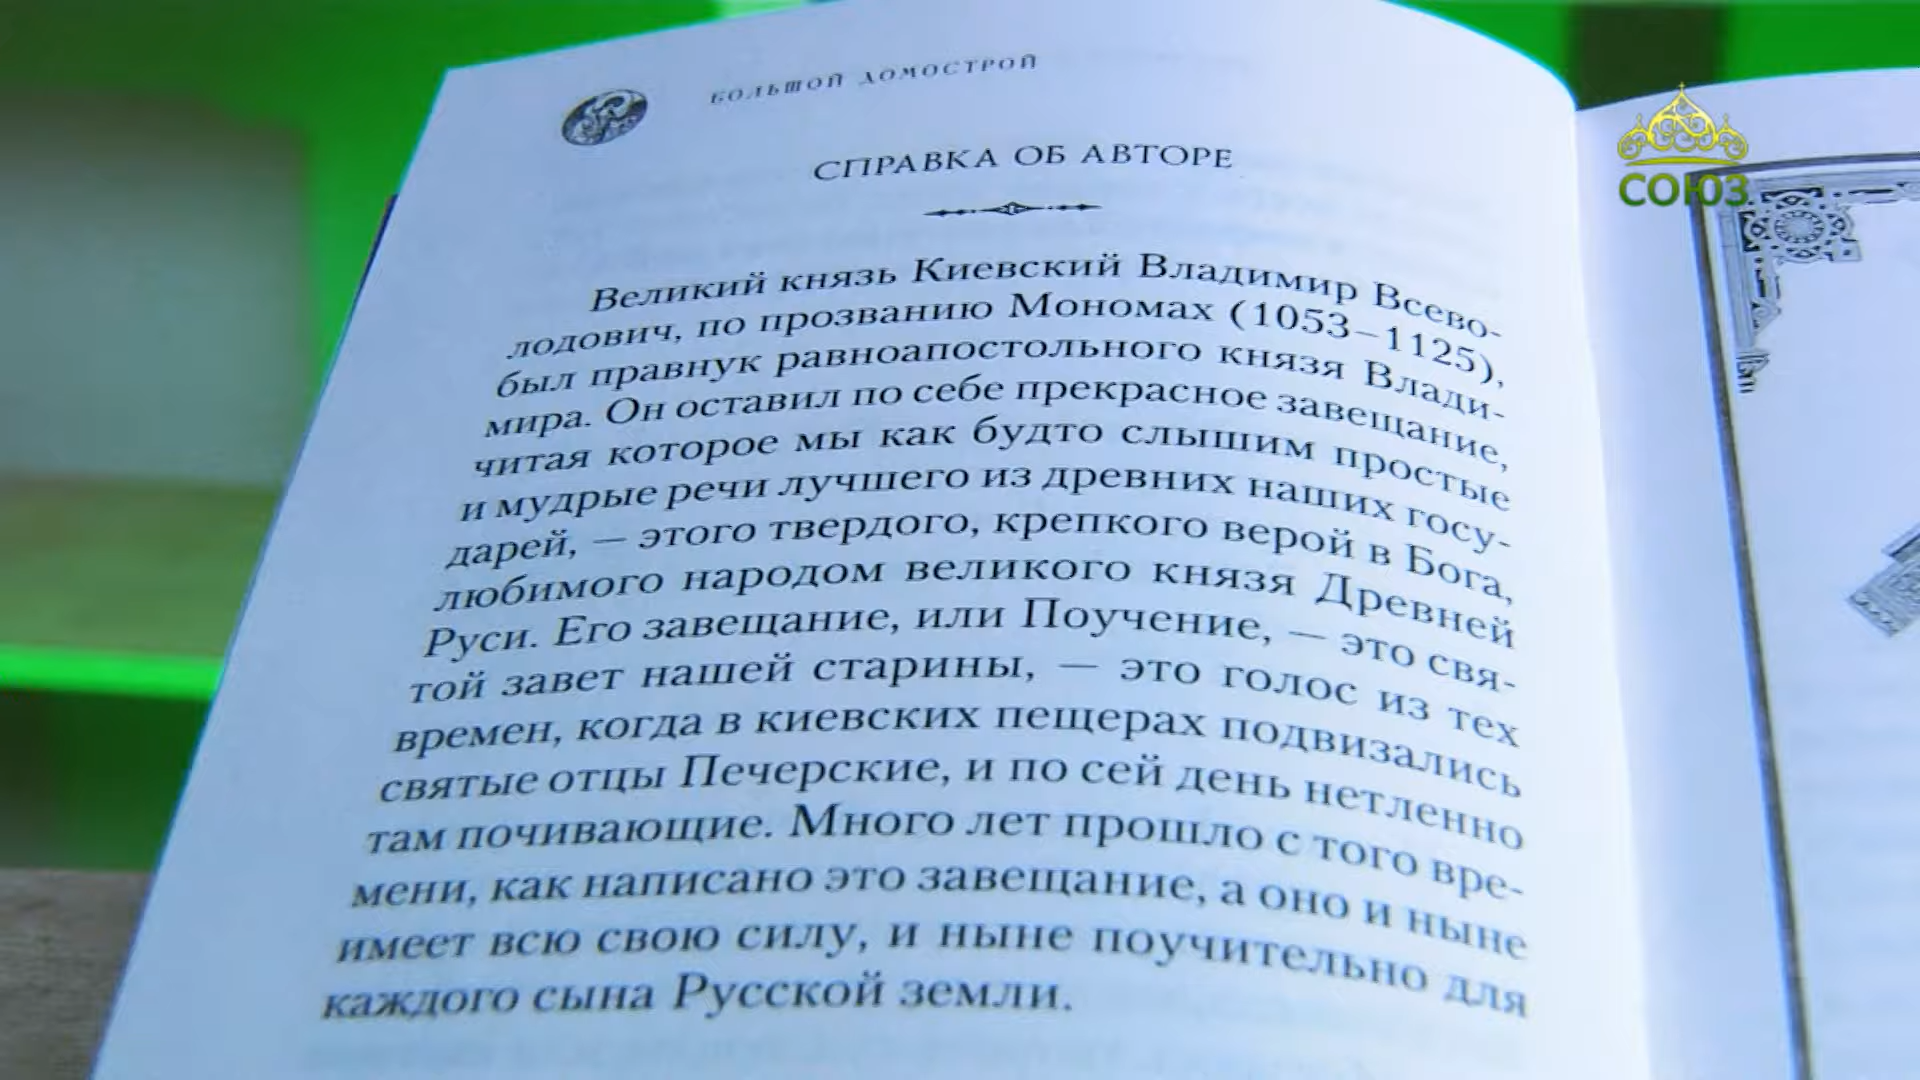 БОЛЬШОЙ ДОМОСТРОЙ
СОЮЗ
СПРАВКА ОБ АВТОРЕ
Великий князь Киевский Владимир Всево-
лодович, по прозванию Мономах (1053–1125),
был правнук равноапостольного князя Влади-
мира. Он оставил по себе прекрасное завещание,
читая которое мы как будто слышим простые
и мудрые речи лучшего из древних наших госу-
дарей, — этого твердого, крепкого верой в Бога,
любимого народом великого князя Древней
Руси. Его завещание, или Поучение, — это свя-
той завет нашей старины, — это голос из тех
времен, когда в киевских пещерах подвизались
святые отцы Печерские, и по сей день нетленно
там почивающие. Много лет прошло с того вре-
мени, как написано это завещание, а оно и ныне
имеет всю свою силу, и ныне поучительно для
каждого сына Русской земли.